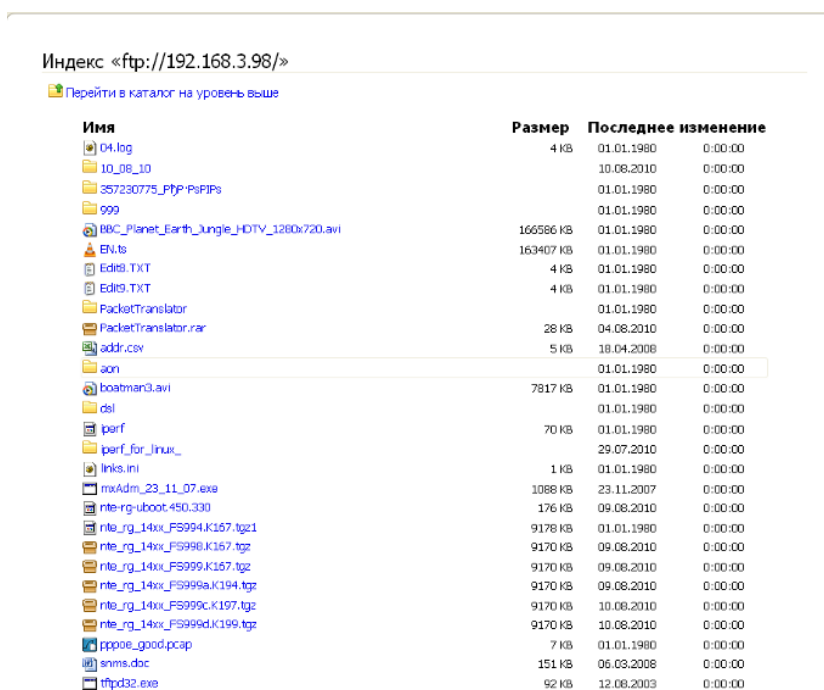 Индекс «ftp://192.168.3.98/»
Перейти в каталог на уровень выше
Имя Размер Последнее изменение
04.log 4 KB 01.01.1980 0:00:00
10_08_10 10.08.2010 0:00:00
357230775_РђР·РѕРІРѕ 01.01.1980 0:00:00
999 01.01.1980 0:00:00
BBC_Planet_Earth_Jungle_HDTV_1280x720.avi 166586 KB 01.01.1980 0:00:00
EN.ts 163407 KB 01.01.1980 0:00:00
Edit8.TXT 4 KB 01.01.1980 0:00:00
Edit9.TXT 4 KB 01.01.1980 0:00:00
PacketTranslator 01.01.1980 0:00:00
PacketTranslator.rar 28 KB 04.08.2010 0:00:00
addr.csv 5 KB 18.04.2008 0:00:00
aon 01.01.1980 0:00:00
boatman3.avi 7817 KB 01.01.1980 0:00:00
dsl 01.01.1980 0:00:00
iperf 70 KB 01.01.1980 0:00:00
iperf_for_linux_ 29.07.2010 0:00:00
links.ini 1 KB 01.01.1980 0:00:00
mxAdm_23_11_07.exe 1088 KB 23.11.2007 0:00:00
nte-rg-uboot.450.330 176 KB 09.08.2010 0:00:00
nte_rg_14xx_FS994.K167.tgz1 9178 KB 01.01.1980 0:00:00
nte_rg_14xx_FS998.K167.tgz 9170 KB 09.08.2010 0:00:00
nte_rg_14xx_FS999.K167.tgz 9170 KB 09.08.2010 0:00:00
nte_rg_14xx_FS999a.K194.tgz 9170 KB 09.08.2010 0:00:00
nte_rg_14xx_FS999c.K197.tgz 9170 KB 10.08.2010 0:00:00
nte_rg_14xx_FS999d.K199.tgz 9170 KB 10.08.2010 0:00:00
pppoe_good.pcap 7 KB 01.01.1980 0:00:00
snms.doc 151 KB 06.03.2008 0:00:00
tftpd32.exe 92 KB 12.08.2003 0:00:00